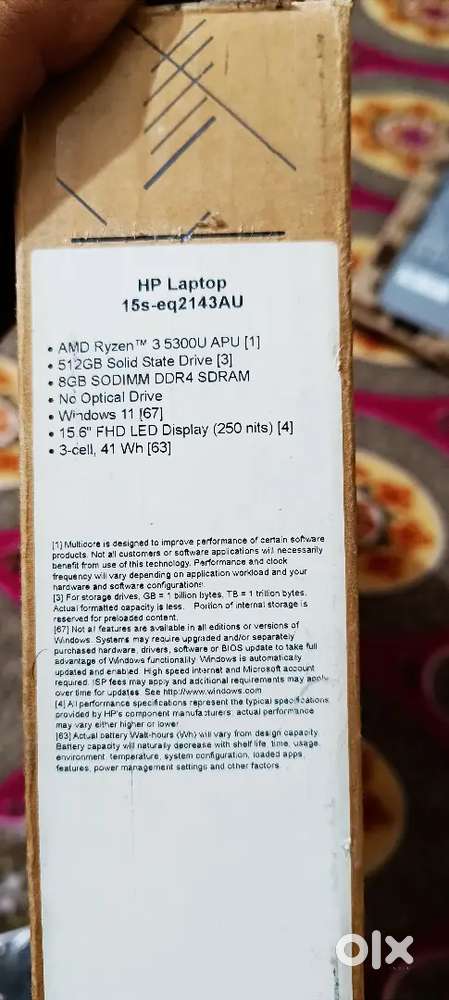 HP Laptop
15s-eq2143AU
• AMD Ryzen™ 3 5300U APU [1]
• 512GB Solid State Drive [3]
• 8GB SODIMM DDR4 SDRAM
• No Optical Drive
• Windows 11 [67]
• 15.6" FHD LED Display (250 nits) [4]
• 3-cell, 41 Wh [63]
[1] Multicore is designed to improve performance of certain software
products. Not all customers or software applications will necessarily
benefit from use of this technology. Performance and clock
frequency will vary depending on application workload and your
hardware and software configurations.
[3] For storage drives, GB = 1 billion bytes. TB = 1 trillion bytes.
Actual formatted capacity is less. Portion of internal storage is
reserved for preloaded content.
[67] Not all features are available in all editions or versions of
Windows. Systems may require upgraded and/or separately
purchased hardware, drivers, software or BIOS update to take full
advantage of Windows functionality. Windows is automatically
updated and enabled. High speed internet and Microsoft account
required. ISP fees may apply and additional requirements may apply
over time for updates. See http://www.windows.com
[4] All performance specifications represent the typical specifications
provided by HP's component manufacturers; actual performance
may vary either higher or lower.
[63] Actual battery Watt-hours (Wh) will vary from design capacity.
Battery capacity will naturally decrease with shelf life, time, usage,
environment, temperature, system configuration, loaded apps,
features, power management settings and other factors.
olx